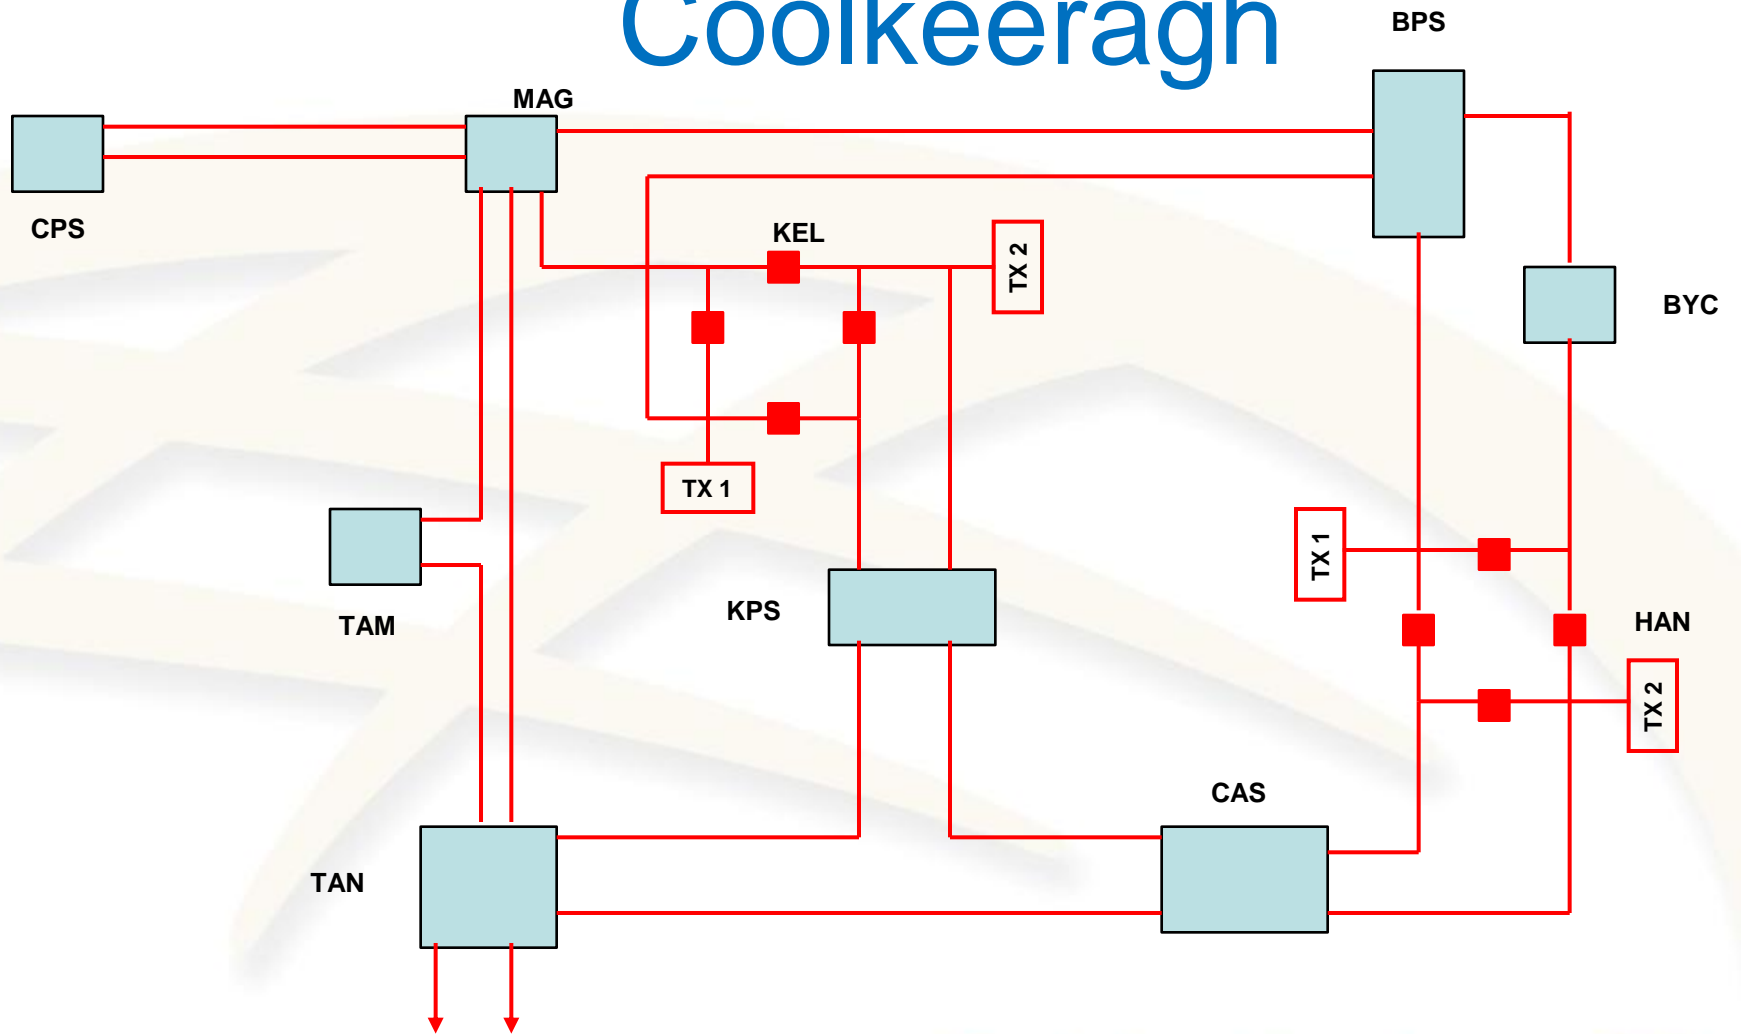 Coolkeeragh
BPS
MAG
CPS
KEL
TX 2
BYC
TX 1
TX 1
TAM
KPS
HAN
TX 2
CAS
TAN